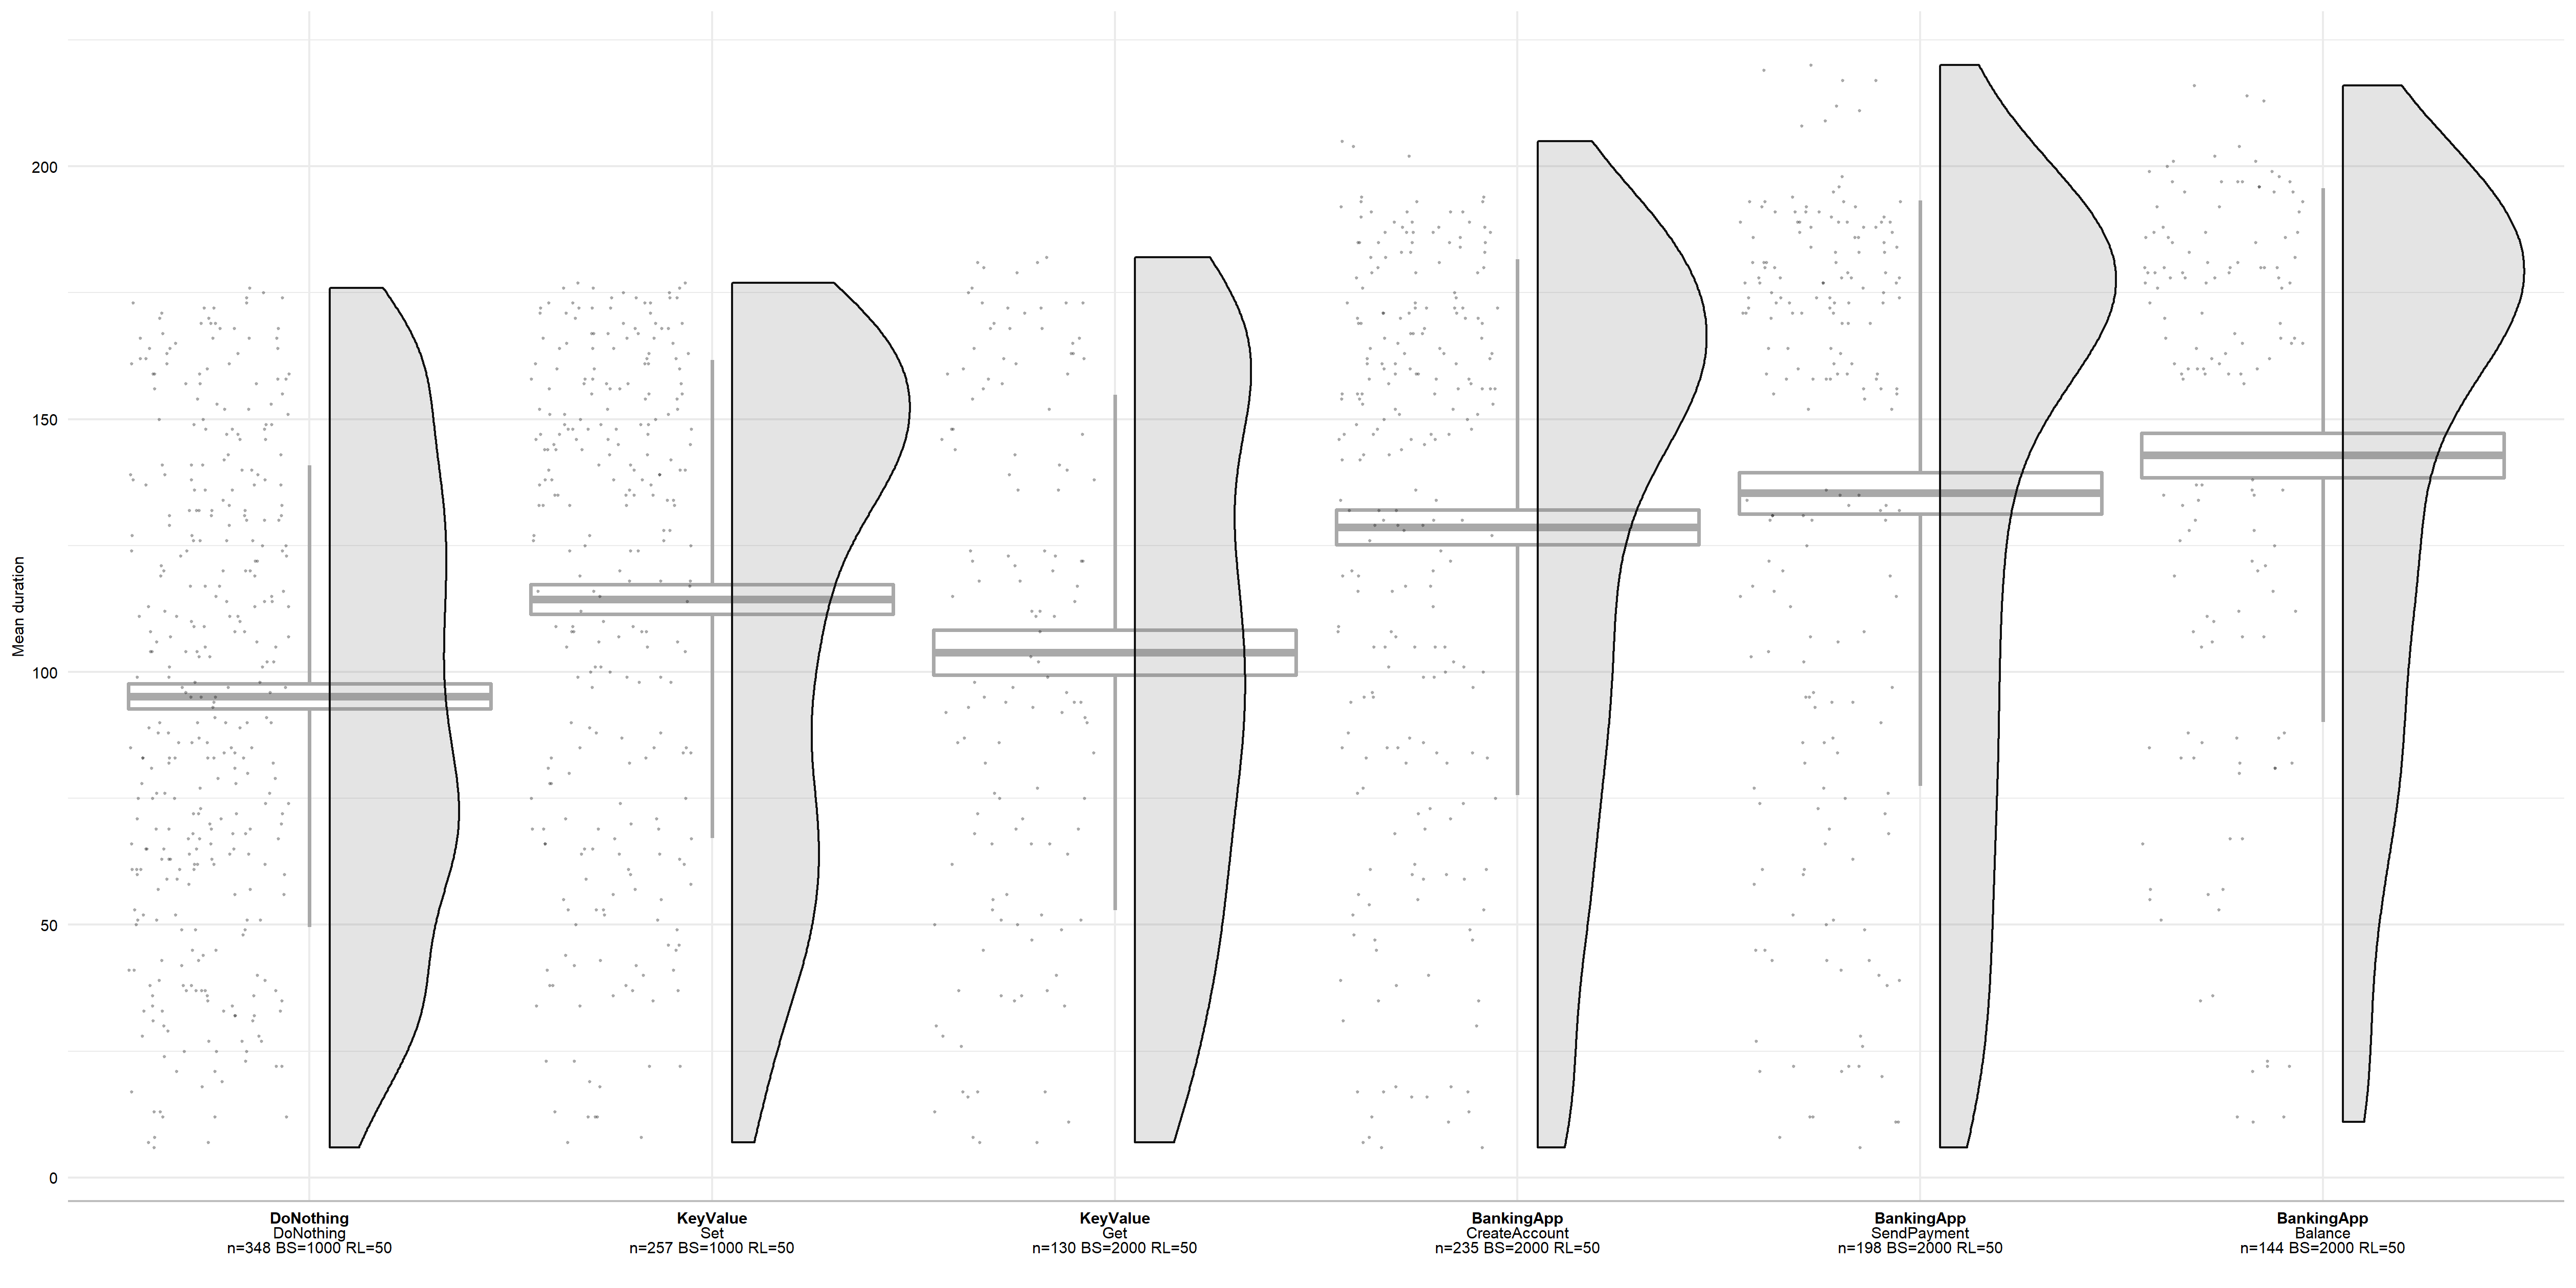 200
150
100
50
0
Mean duration
DoNothing
DoNothing
n=348 BS=1000 RL=50
KeyValue
Set
n=257 BS=1000 RL=50
KeyValue
Get
n=130 BS=2000 RL=50
BankingApp
CreateAccount
n=235 BS=2000 RL=50
BankingApp
SendPayment
n=198 BS=2000 RL=50
BankingApp
Balance
n=144 BS=2000 RL=50